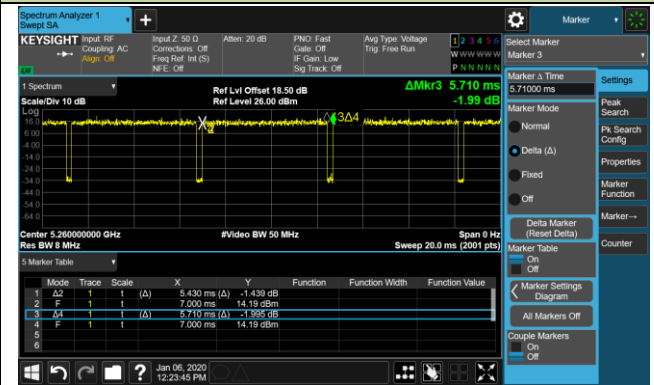 Spectrum Analyzer 1
Swept SA
Marker
KEYSIGHT
Input: RF
Coupling: AC
Align: Off
Input Z: 50 Ω
Corrections: Off
Freq Ref: Int (S)
NFE: Off
Atten: 20 dB
PNO: Fast
Gate: Off
IF Gain: Low
Sig Track: Off
Avg Type: Voltage
Trig: Free Run
1 2 3 4 5 6
W W W W W W
P N N N N N
LXI
1 Spectrum
Scale/Div 10 dB
Ref Lvl Offset 18.50 dB
Ref Level 26.00 dBm
ΔMkr3 5.710 ms
-1.99 dB
Log
16.0
6.00
-4.00
-14.0
-24.0
-34.0
-44.0
-54.0
-64.0
3Δ4
Center 5.260000000 GHz
Res BW 8 MHz
#Video BW 50 MHz
Span 0 Hz
Sweep 20.0 ms (2001 pts)
5 Marker Table
Mode Trace Scale X Y Function Function Width Function Value
1 Δ2 1 t (Δ) 5.430 ms (Δ) -1.439 dB
2 F 1 t 7.000 ms 14.19 dBm
3 Δ4 1 t (Δ) 5.710 ms (Δ) -1.995 dB
4 F 1 t 7.000 ms 14.19 dBm
5
6
Jan 06, 2020
12:23:45 PM
Select Marker
Marker 3
Marker Δ Time
5.71000 ms
Marker Mode
Normal
Delta (Δ)
Fixed
Off
Delta Marker
(Reset Delta)
Marker Table
On
Off
Marker Settings
Diagram
All Markers Off
Couple Markers
On
Off
Settings
Peak
Search
Pk Search
Config
Properties
Marker
Function
Marker→
Counter